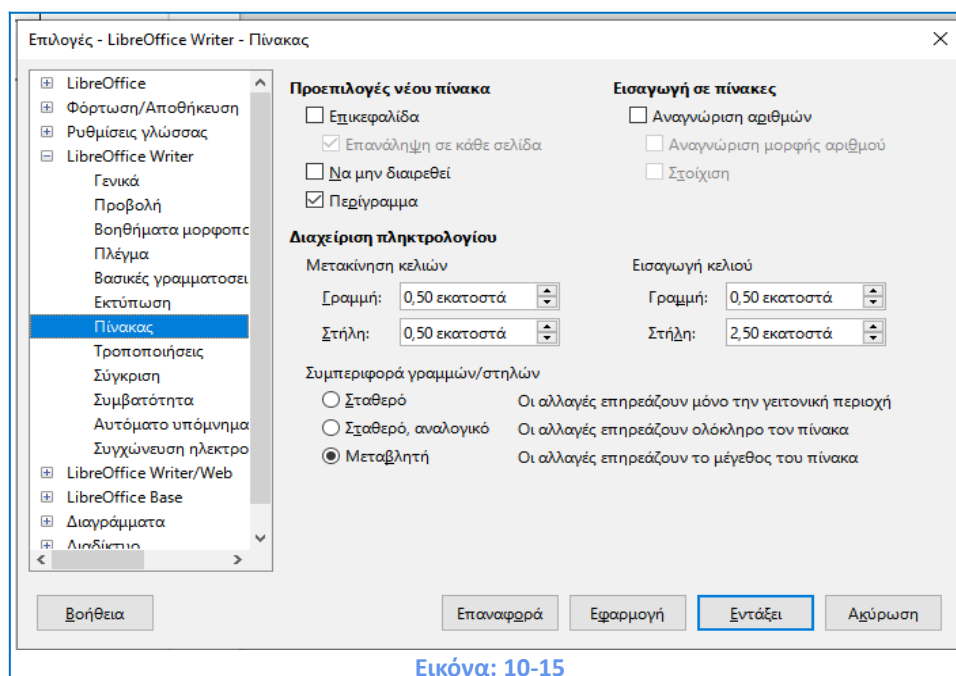 Επιλογές - LibreOffice Writer - Πίνακας
LibreOffice
Φόρτωση/Αποθήκευση
Ρυθμίσεις γλώσσας
LibreOffice Writer
Γενικά
Προβολή
Βοηθήματα μορφοπο
Πλέγμα
Βασικές γραμματοσει
Εκτύπωση
Πίνακας
Τροποποιήσεις
Σύγκριση
Συμβατότητα
Αυτόματο υπόμνημα
Συγχώνευση ηλεκτρο
LibreOffice Writer/Web
LibreOffice Base
Διαγράμματα
Διαδίκτυο
Προεπιλογές νέου πίνακα
Επικεφαλίδα
Επανάληψη σε κάθε σελίδα
Να μην διαιρεθεί
Περίγραμμα
Εισαγωγή σε πίνακες
Αναγνώριση αριθμών
Αναγνώριση μορφής αριθμού
Στοίχιση
Διαχείριση πληκτρολογίου
Μετακίνηση κελιών
Γραμμή: 0,50 εκατοστά
Στήλη: 0,50 εκατοστά
Εισαγωγή κελιού
Γραμμή: 0,50 εκατοστά
Στήλη: 2,50 εκατοστά
Συμπεριφορά γραμμών/στηλών
Σταθερό Οι αλλαγές επηρεάζουν μόνο την γειτονική περιοχή
Σταθερό, αναλογικό Οι αλλαγές επηρεάζουν ολόκληρο τον πίνακα
Μεταβλητή Οι αλλαγές επηρεάζουν το μέγεθος του πίνακα
Βοήθεια Επαναφορά Εφαρμογή Εντάξει Ακύρωση
Εικόνα: 10-15